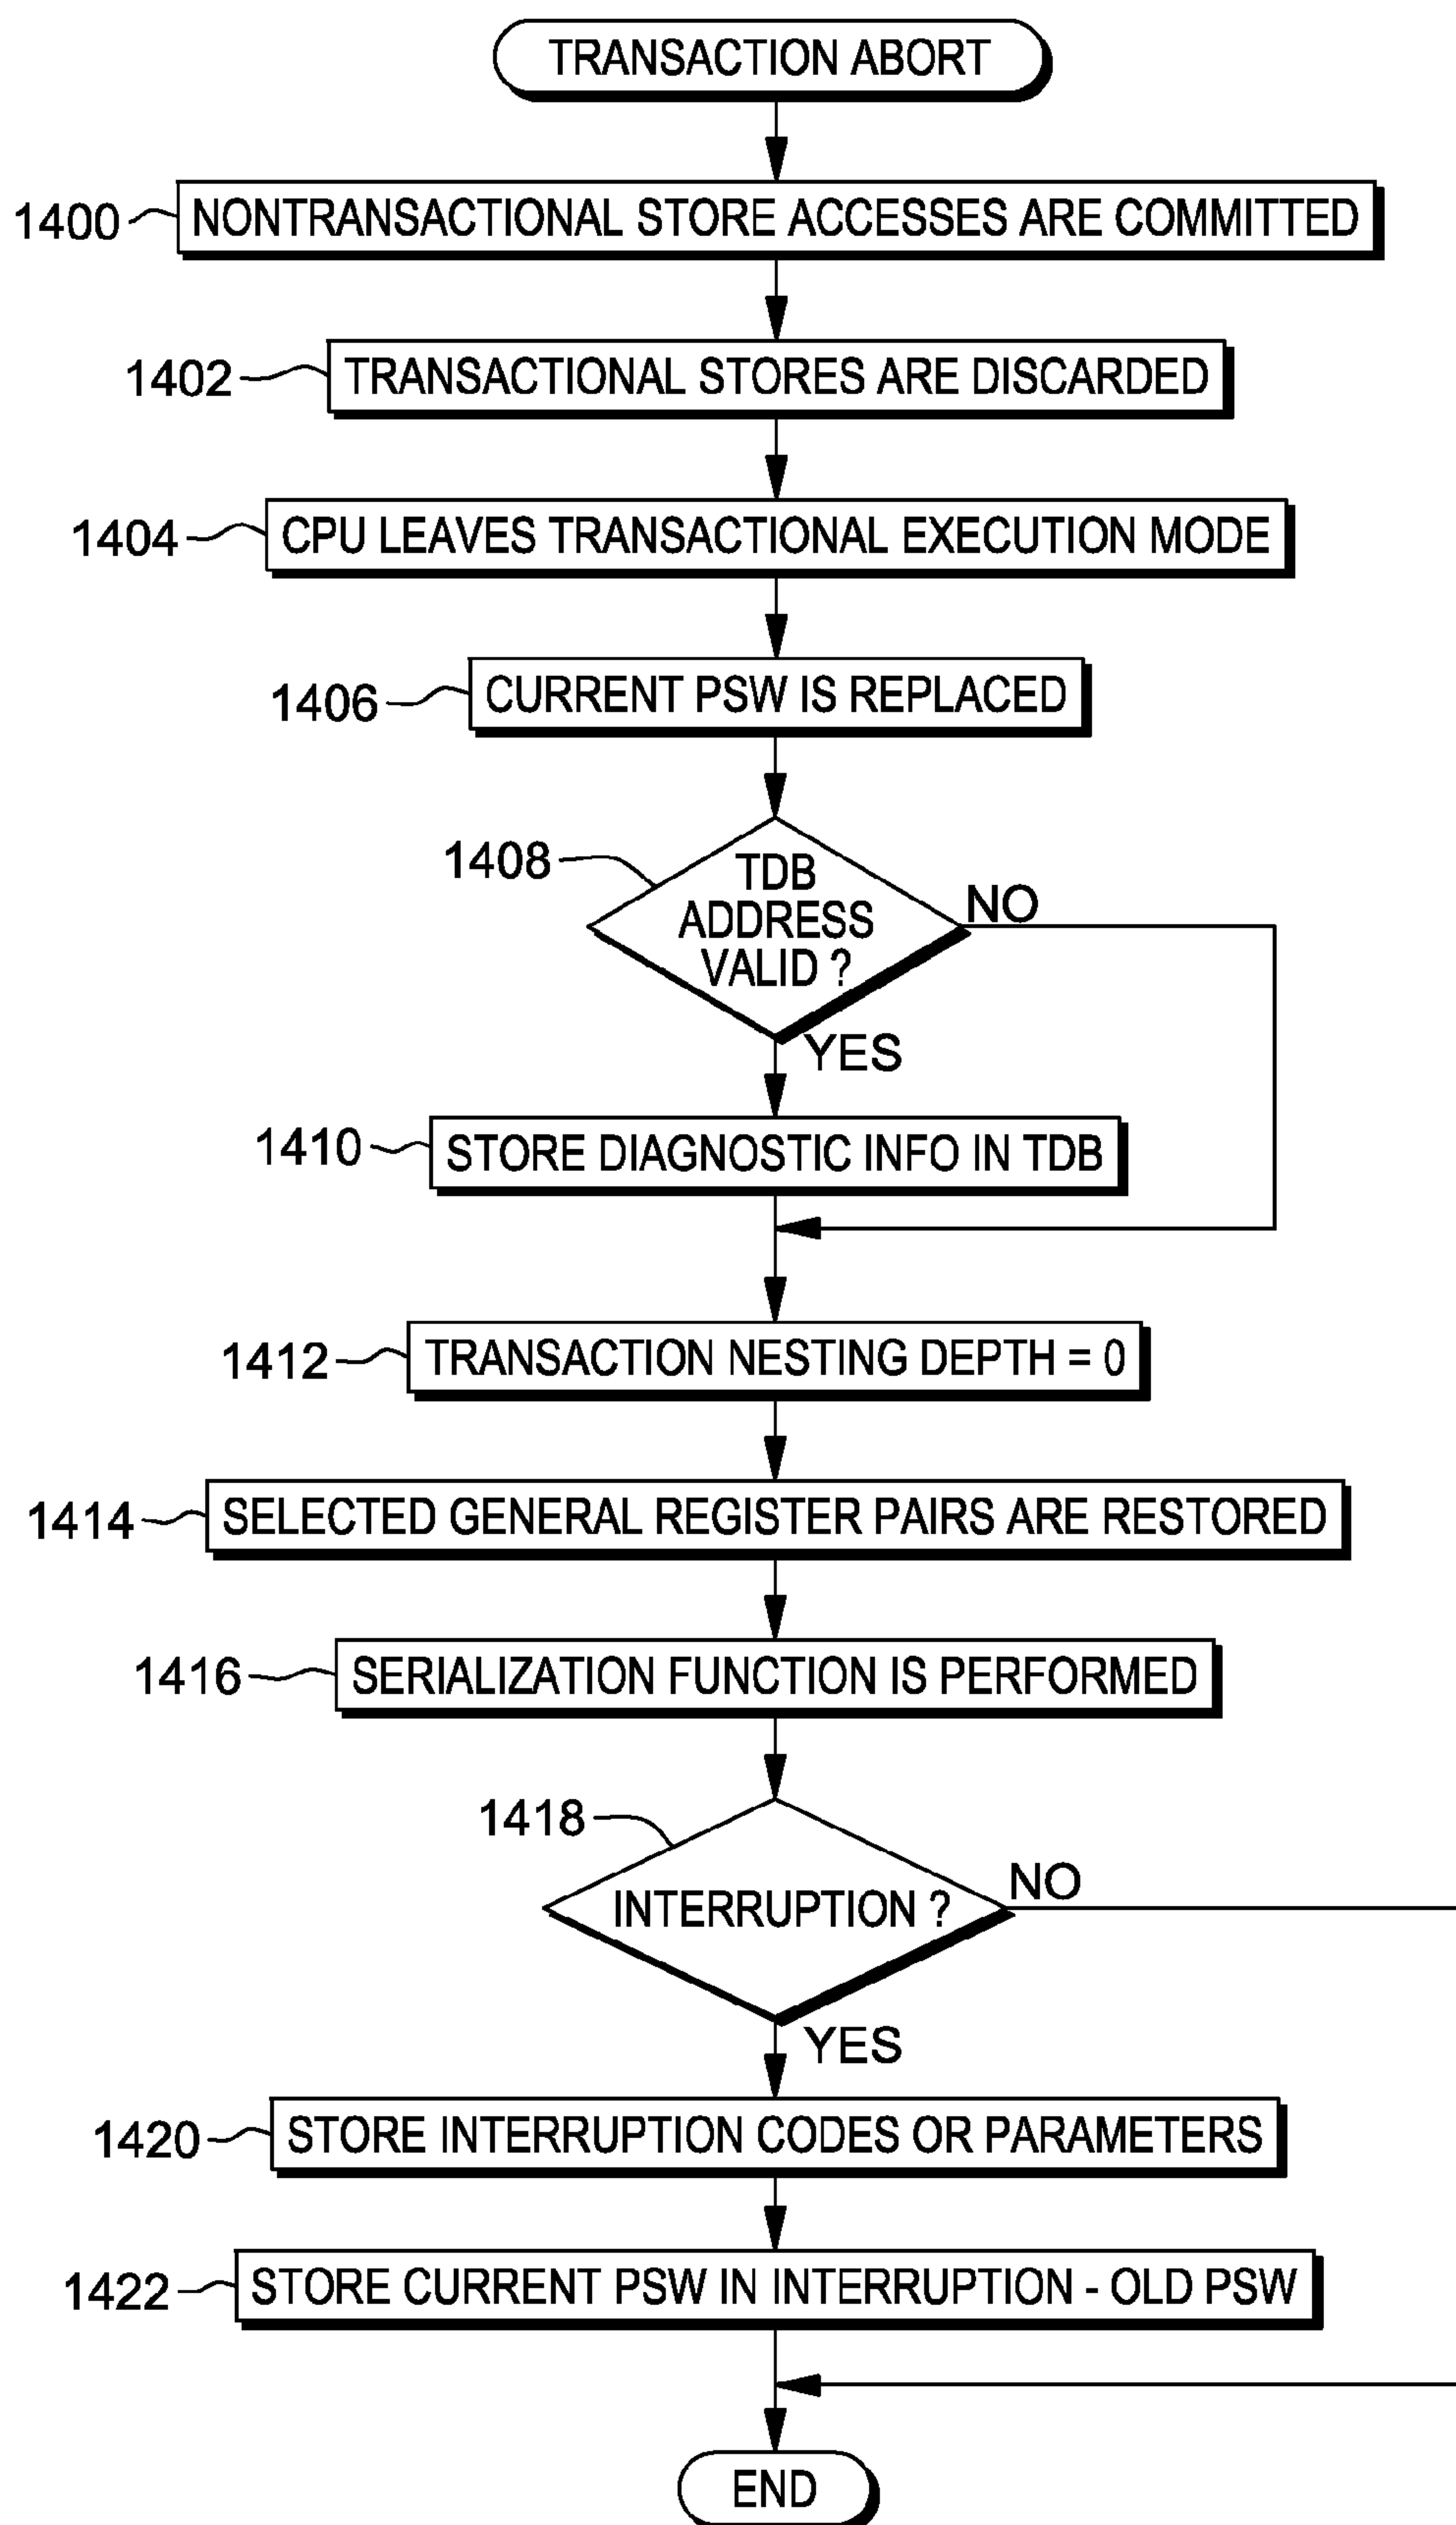 TRANSACTION ABORT
1400
NONTRANSACTIONAL STORE ACCESSES ARE COMMITTED
1402
TRANSACTIONAL STORES ARE DISCARDED
1404
CPU LEAVES TRANSACTIONAL EXECUTION MODE
1406
CURRENT PSW IS REPLACED
1408
TDB
ADDRESS
VALID ?
NO
YES
1410
STORE DIAGNOSTIC INFO IN TDB
1412
TRANSACTION NESTING DEPTH = 0
1414
SELECTED GENERAL REGISTER PAIRS ARE RESTORED
1416
SERIALIZATION FUNCTION IS PERFORMED
1418
INTERRUPTION ?
NO
YES
1420
STORE INTERRUPTION CODES OR PARAMETERS
1422
STORE CURRENT PSW IN INTERRUPTION - OLD PSW
END